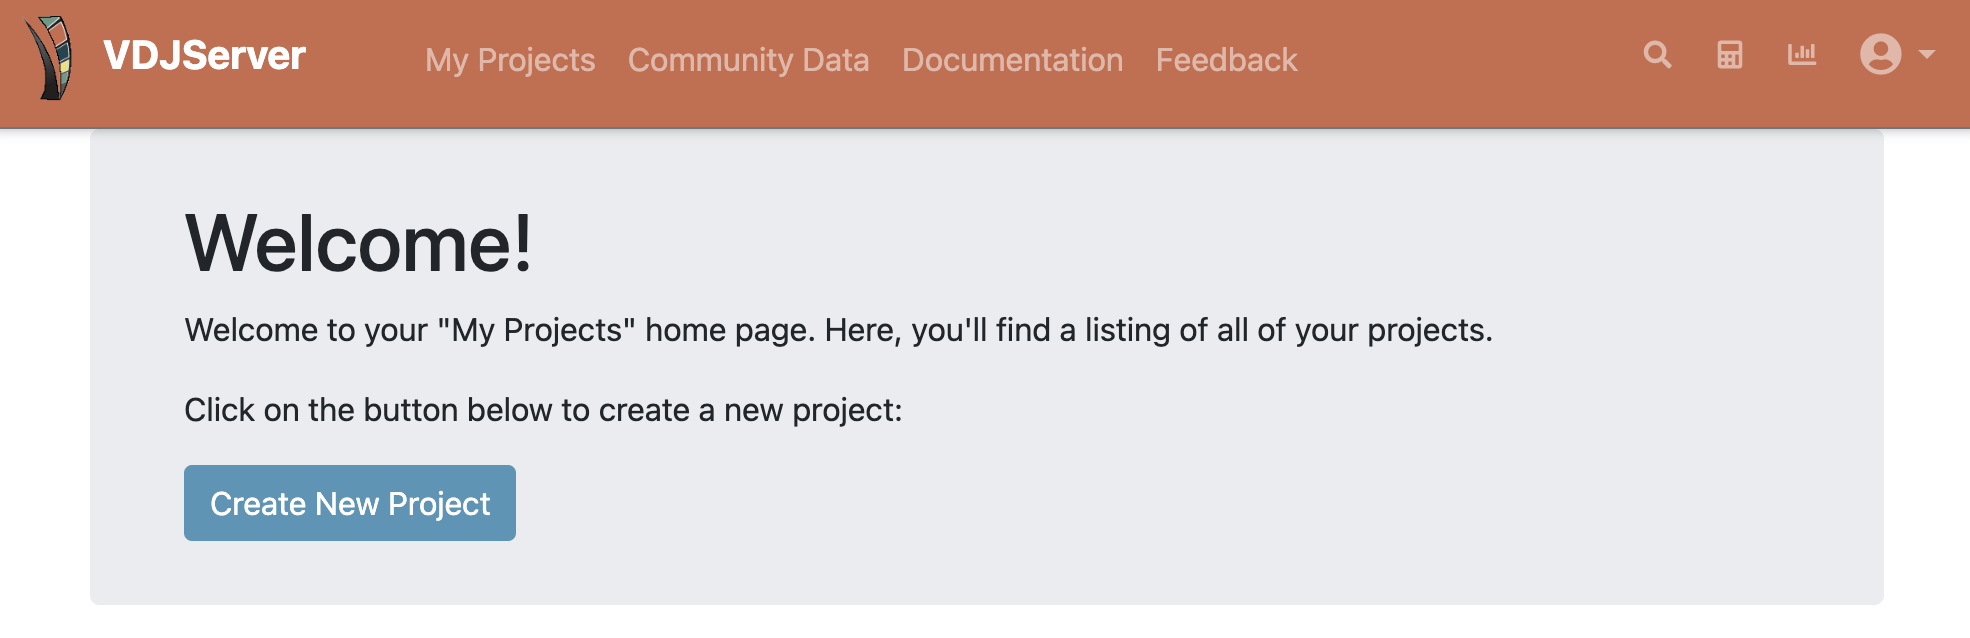 VDJServer
My Projects Community Data Documentation Feedback
Welcome!
Welcome to your "My Projects" home page. Here, you'll find a listing of all of your projects.
Click on the button below to create a new project:
Create New Project